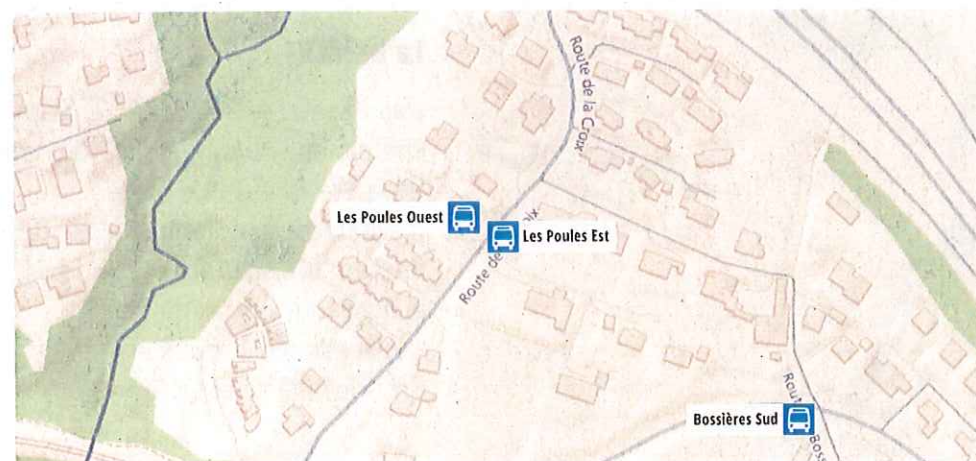 Route de la Croix
Les Poules Ouest
Les Poules Est
Route de
Bossières Sud